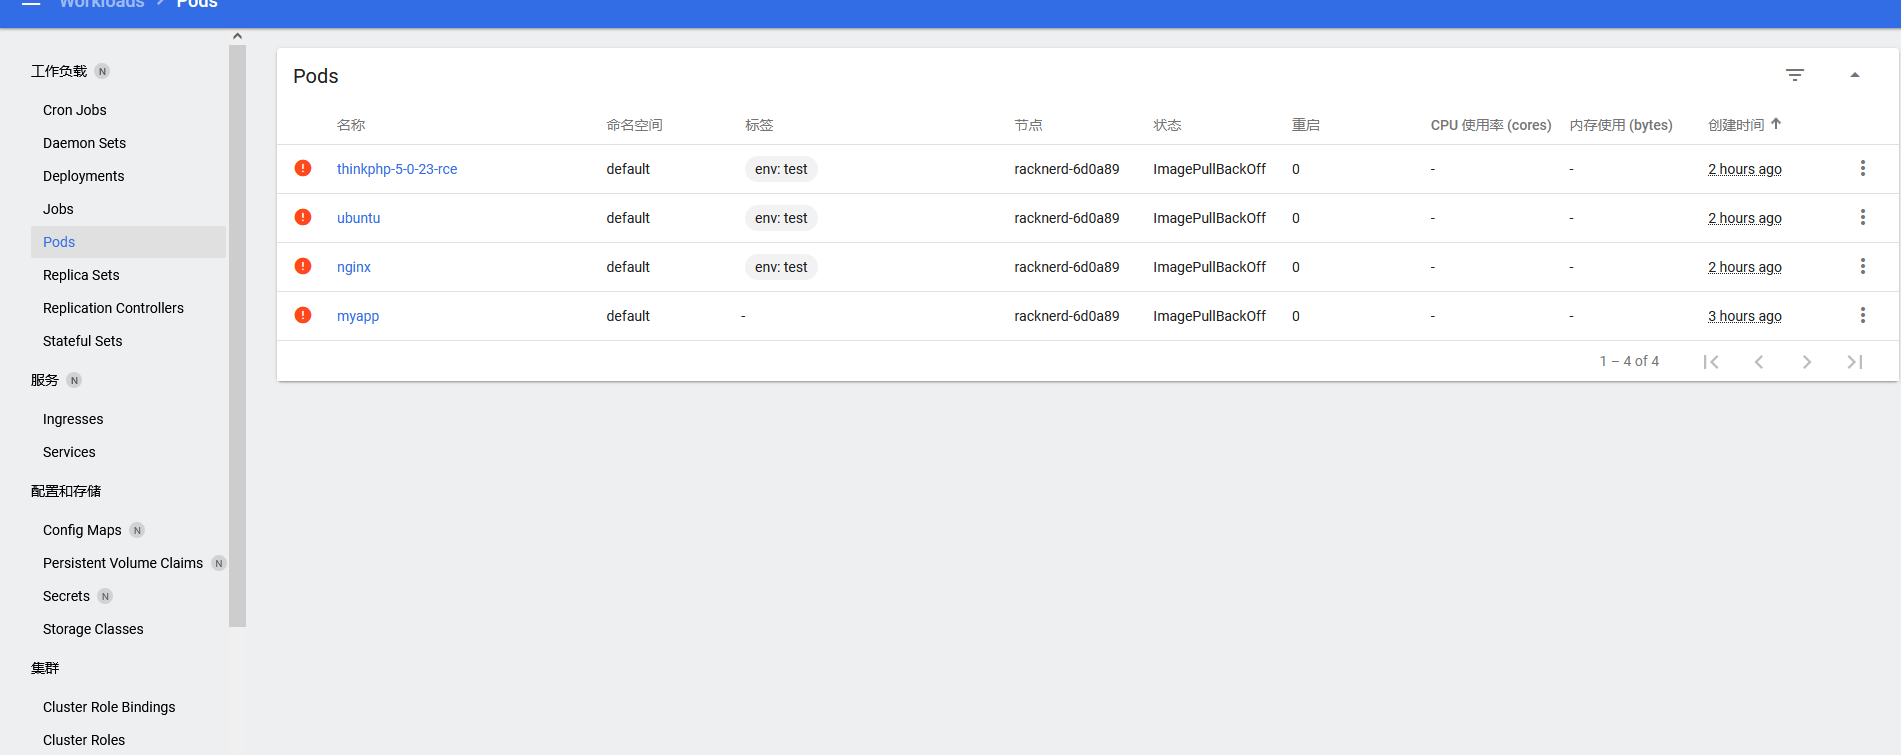 Workloads > Pods
工作负载 N
Cron Jobs
Daemon Sets
Deployments
Jobs
Pods
Replica Sets
Replication Controllers
Stateful Sets
服务 N
Ingresses
Services
配置和存储
Config Maps N
Persistent Volume Claims N
Secrets N
Storage Classes
集群
Cluster Role Bindings
Cluster Roles
Pods
名称 命名空间 标签 节点 状态 重启 CPU 使用率 (cores) 内存使用 (bytes) 创建时间
thinkphp-5-0-23-rce default env: test racknerd-6d0a89 ImagePullBackOff 0 - - 2 hours ago
ubuntu default env: test racknerd-6d0a89 ImagePullBackOff 0 - - 2 hours ago
nginx default env: test racknerd-6d0a89 ImagePullBackOff 0 - - 2 hours ago
myapp default - racknerd-6d0a89 ImagePullBackOff 0 - - 3 hours ago
1 – 4 of 4